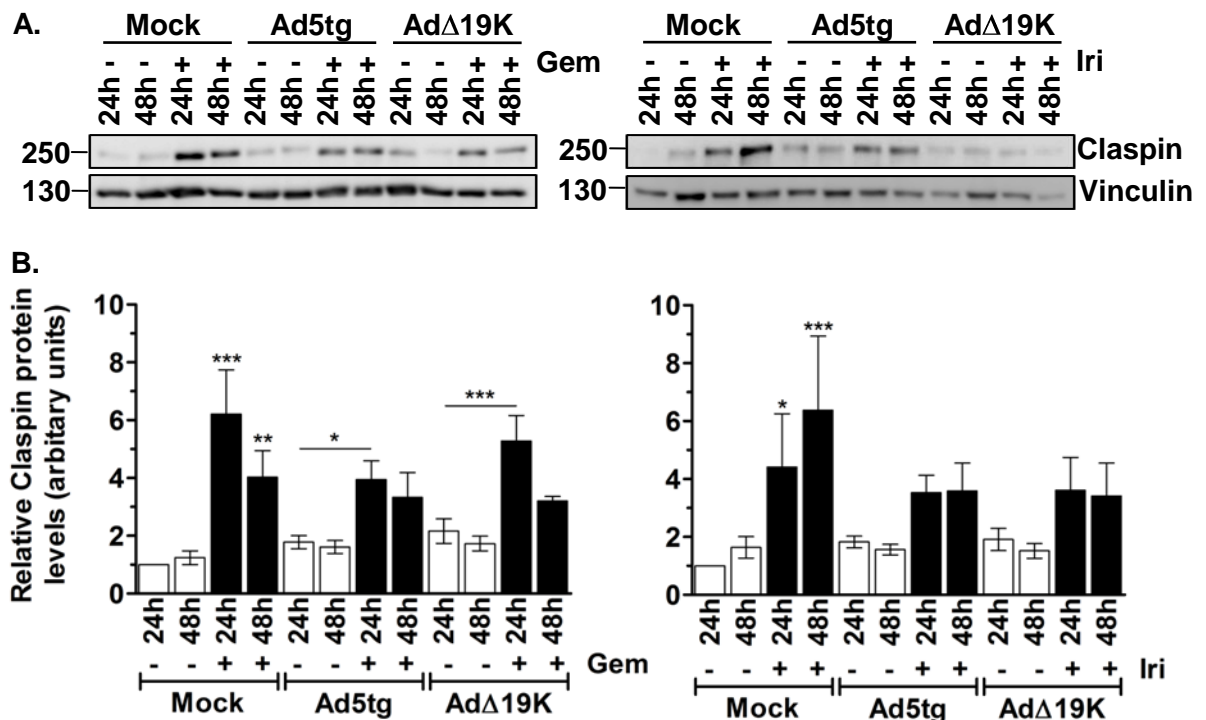 A.
Mock Ad5tg AdΔ19K
- - + + - - + + - - + + Gem
24h 48h 24h 48h 24h 48h 24h 48h 24h 48h 24h 48h
250
130
Mock Ad5tg AdΔ19K
- - + + - - + + - - + + Iri
24h 48h 24h 48h 24h 48h 24h 48h 24h 48h 24h 48h
250 Claspin
130 Vinculin
B.
Relative Claspin protein
levels (arbitary units)
10
8
6
4
2
0
***
**
*
***
24h 48h 24h 48h 24h 48h 24h 48h 24h 48h 24h 48h
- - + + - - + + - - + + Gem
Mock Ad5tg AdΔ19K
10
8
6
4
2
0
*
***
24h 48h 24h 48h 24h 48h 24h 48h 24h 48h 24h 48h
- - + + - - + + - - + + Iri
Mock Ad5tg AdΔ19K